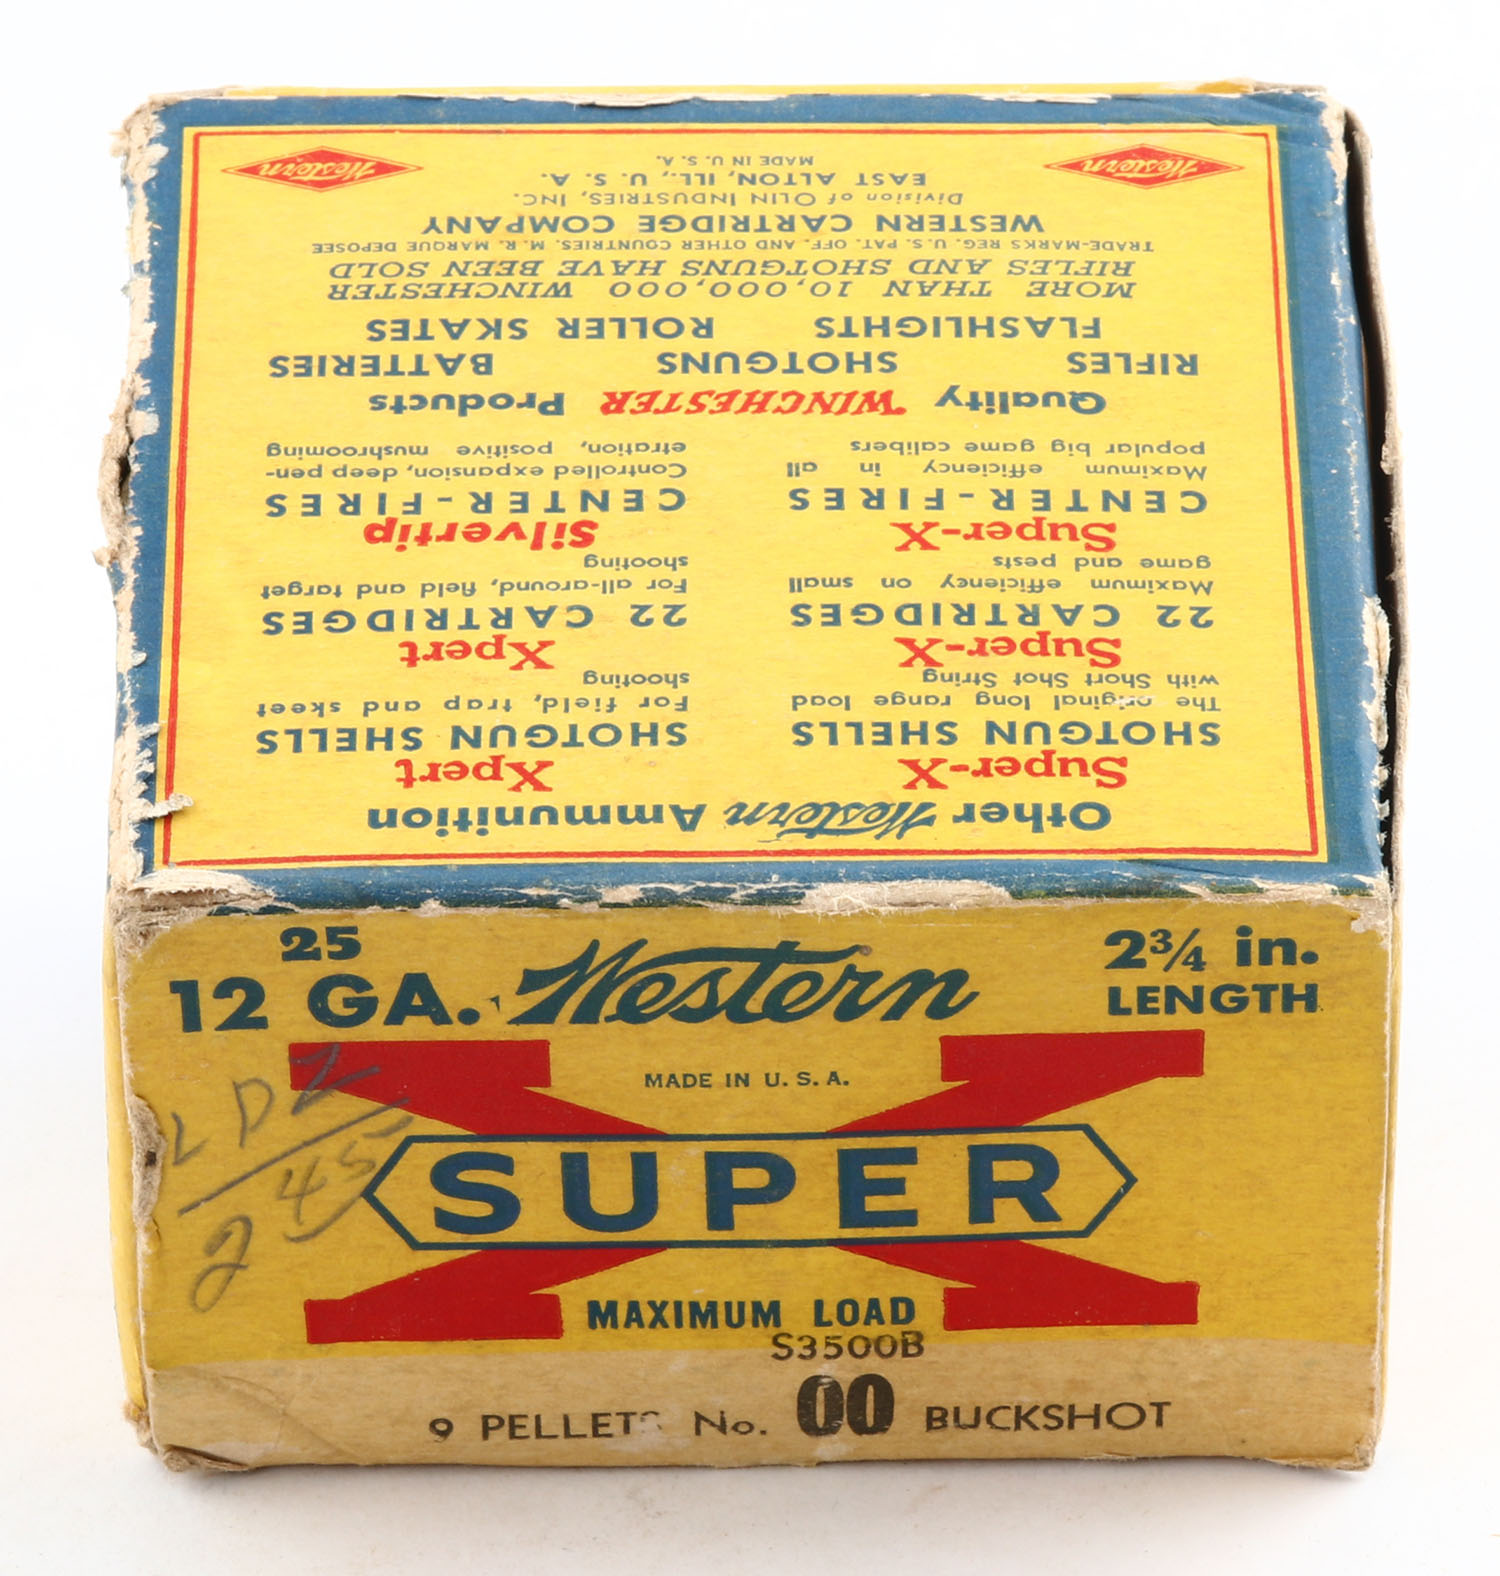 Other Western Ammunition
Super-X
SHOTGUN SHELLS
The original long range load
with Short Shot String
Xpert
SHOTGUN SHELLS
For field, trap and skeet
shooting
Super-X
22 CARTRIDGES
Maximum efficiency on small
game and pests
Xpert
22 CARTRIDGES
For all-around, field and target
shooting
Super-X
CENTER-FIRES
Maximum efficiency in all
popular big game calibers
Silvertip
CENTER-FIRES
Controlled expansion, deep pen-
etration, positive mushrooming
Quality WINCHESTER Products
RIFLES SHOTGUNS BATTERIES
FLASHLIGHTS ROLLER SKATES
MORE THAN 10,000,000 WINCHESTER
RIFLES AND SHOTGUNS HAVE BEEN SOLD
TRADE-MARKS REG. U.S. PAT. OFF. AND OTHER COUNTRIES. M. R. MARQUE DEPOSEE
WESTERN CARTRIDGE COMPANY
Division of OLIN INDUSTRIES, INC.
EAST ALTON, ILL., U. S. A.
MADE IN U. S. A.
Western
Western
25
12 GA.
Western
2¾ in.
LENGTH
MADE IN U. S. A.
SUPER
X
MAXIMUM LOAD
S3500B
9 PELLETS No. 00 BUCKSHOT
2 45